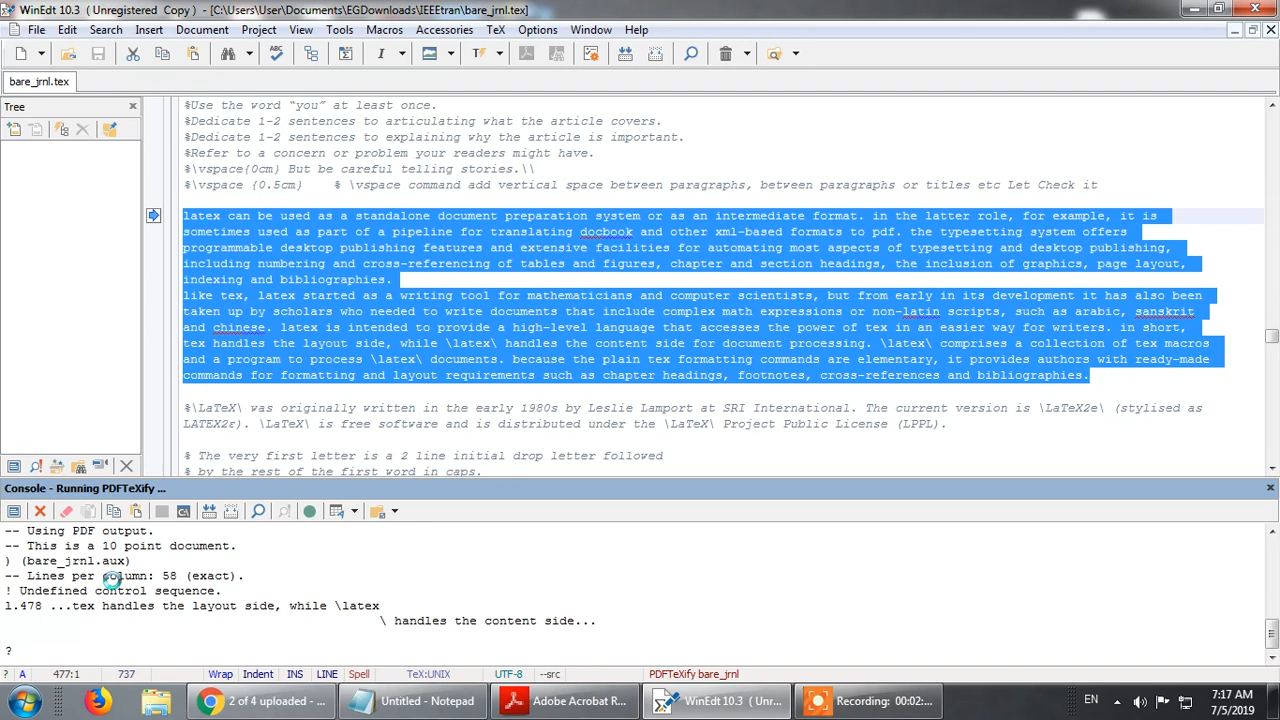 WinEdt 10.3  ( Unregistered  Copy ) - [C:\Users\User\Documents\EGDownloads\IEEEtran\bare_jrnl.tex]
File Edit Search Insert Document Project View Tools Macros Accessories TeX Options Window Help
bare_jrnl.tex
Tree
%Use the word “you” at least once.
%Dedicate 1-2 sentences to articulating what the article covers.
%Dedicate 1-2 sentences to explaining why the article is important.
%Refer to a concern or problem your readers might have.
%\vspace{0cm} But be careful telling stories.\\
%\vspace {0.5cm}    % \vspace command add vertical space between paragraphs, between paragraphs or titles etc Let Check it
latex can be used as a standalone document preparation system or as an intermediate format. in the latter role, for example, it is
sometimes used as part of a pipeline for translating docbook and other xml-based formats to pdf. the typesetting system offers
programmable desktop publishing features and extensive facilities for automating most aspects of typesetting and desktop publishing,
including numbering and cross-referencing of tables and figures, chapter and section headings, the inclusion of graphics, page layout,
indexing and bibliographies.
like tex, latex started as a writing tool for mathematicians and computer scientists, but from early in its development it has also been
taken up by scholars who needed to write documents that include complex math expressions or non-latin scripts, such as arabic, sanskrit
and chinese. latex is intended to provide a high-level language that accesses the power of tex in an easier way for writers. in short,
tex handles the layout side, while \latex\ handles the content side for document processing. \latex\ comprises a collection of tex macros
and a program to process \latex\ documents. because the plain tex formatting commands are elementary, it provides authors with ready-made
commands for formatting and layout requirements such as chapter headings, footnotes, cross-references and bibliographies.
%\LaTeX\ was originally written in the early 1980s by Leslie Lamport at SRI International. The current version is \LaTeX2e\ (stylised as
LATEX2ε). \LaTeX\ is free software and is distributed under the \LaTeX\ Project Public License (LPPL).
% The very first letter is a 2 line initial drop letter followed
% by the rest of the first word in caps.
Console - Running PDFTeXify ...
-- Using PDF output.
-- This is a 10 point document.
) (bare_jrnl.aux)
-- Lines per column: 58 (exact).
! Undefined control sequence.
l.478 ...tex handles the layout side, while \latex
\ handles the content side...
?
? A 477:1 737 Wrap Indent INS LINE Spell TeX:UNIX UTF-8 --src PDFTeXify bare_jrnl
2 of 4 uploaded - ... Untitled - Notepad Adobe Acrobat R... WinEdt 10.3  ( Unr... Recording: 00:02:... EN 7:17 AM
7/5/2019